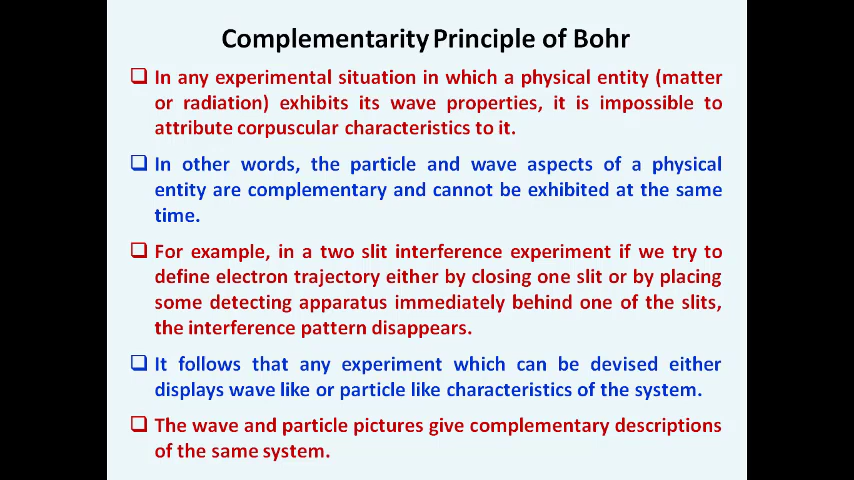 Complementarity Principle of Bohr
❑ In any experimental situation in which a physical entity (matter
or radiation) exhibits its wave properties, it is impossible to
attribute corpuscular characteristics to it.
❑ In other words, the particle and wave aspects of a physical
entity are complementary and cannot be exhibited at the same
time.
❑ For example, in a two slit interference experiment if we try to
define electron trajectory either by closing one slit or by placing
some detecting apparatus immediately behind one of the slits,
the interference pattern disappears.
❑ It follows that any experiment which can be devised either
displays wave like or particle like characteristics of the system.
❑ The wave and particle pictures give complementary descriptions
of the same system.